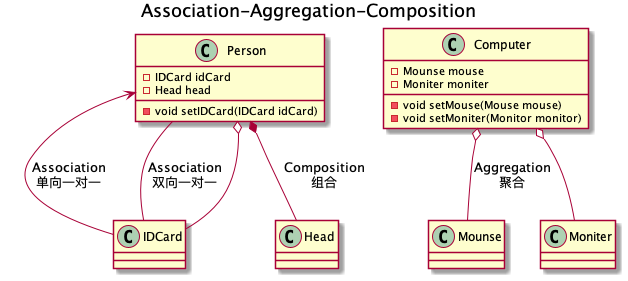 Association-Aggregation-Composition
C Person
IDCard idCard
Head head
void setIDCard(IDCard idCard)
C Computer
Mounse mouse
Moniter moniter
void setMouse(Mouse mouse)
void setMoniter(Monitor monitor)
Association
单向一对一
Association
双向一对一
Composition
组合
Aggregation
聚合
C IDCard
C Head
C Mounse
C Moniter